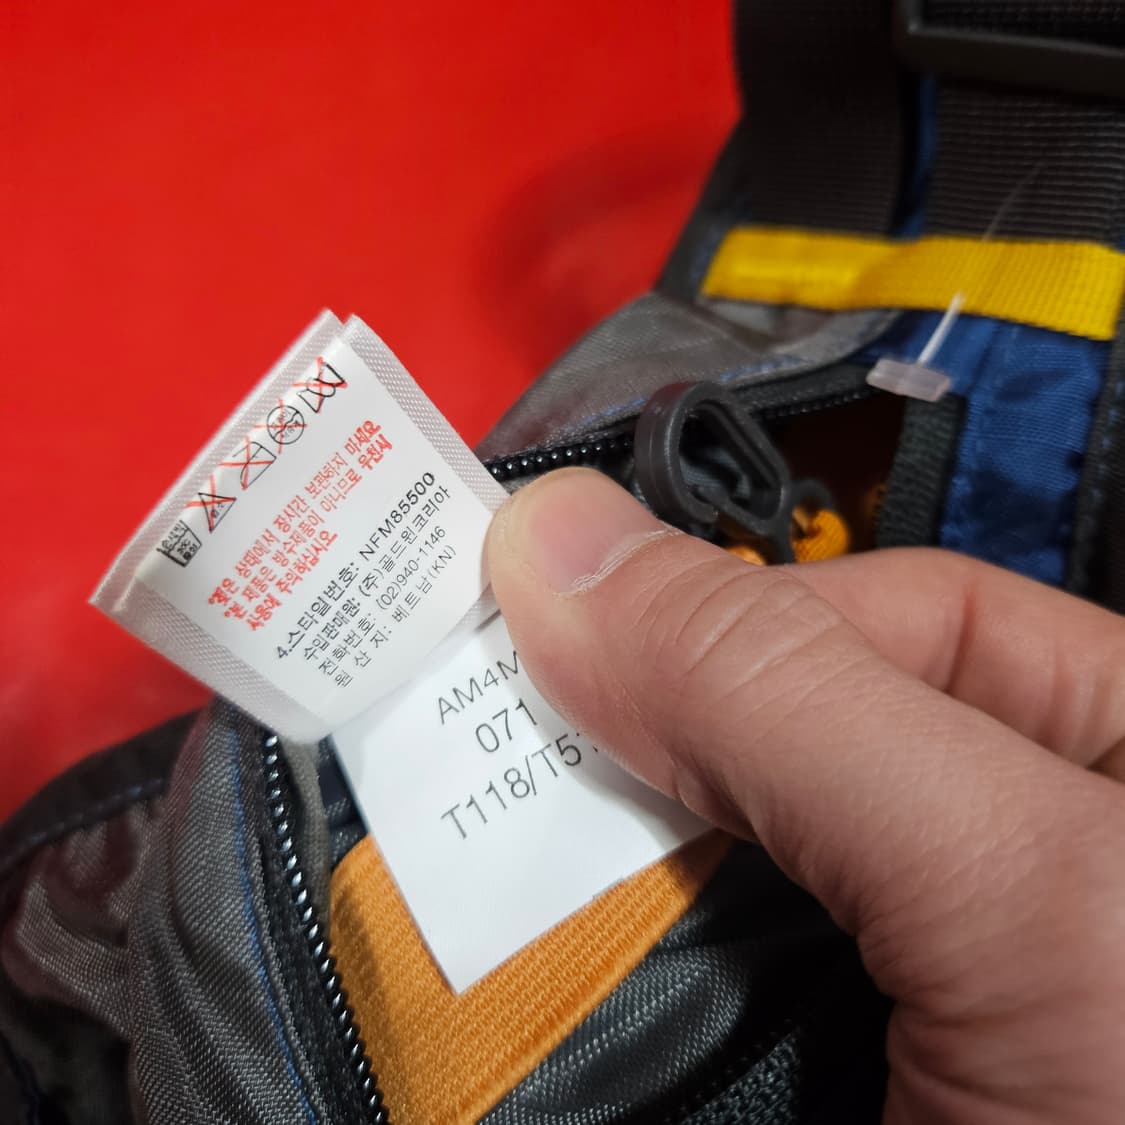 *젖은 상태에서 장시간 보관하지 마세요
*본 제품은 방수제품이 아니므로 우천시
사용에 주의하십시오
4.스타일번호: NFM85500
수입판매원: (주)골드윈코리아
전화번호: (02)940-1146
원 산 지: 베트남(KN)
AM4M
071
T118/T51